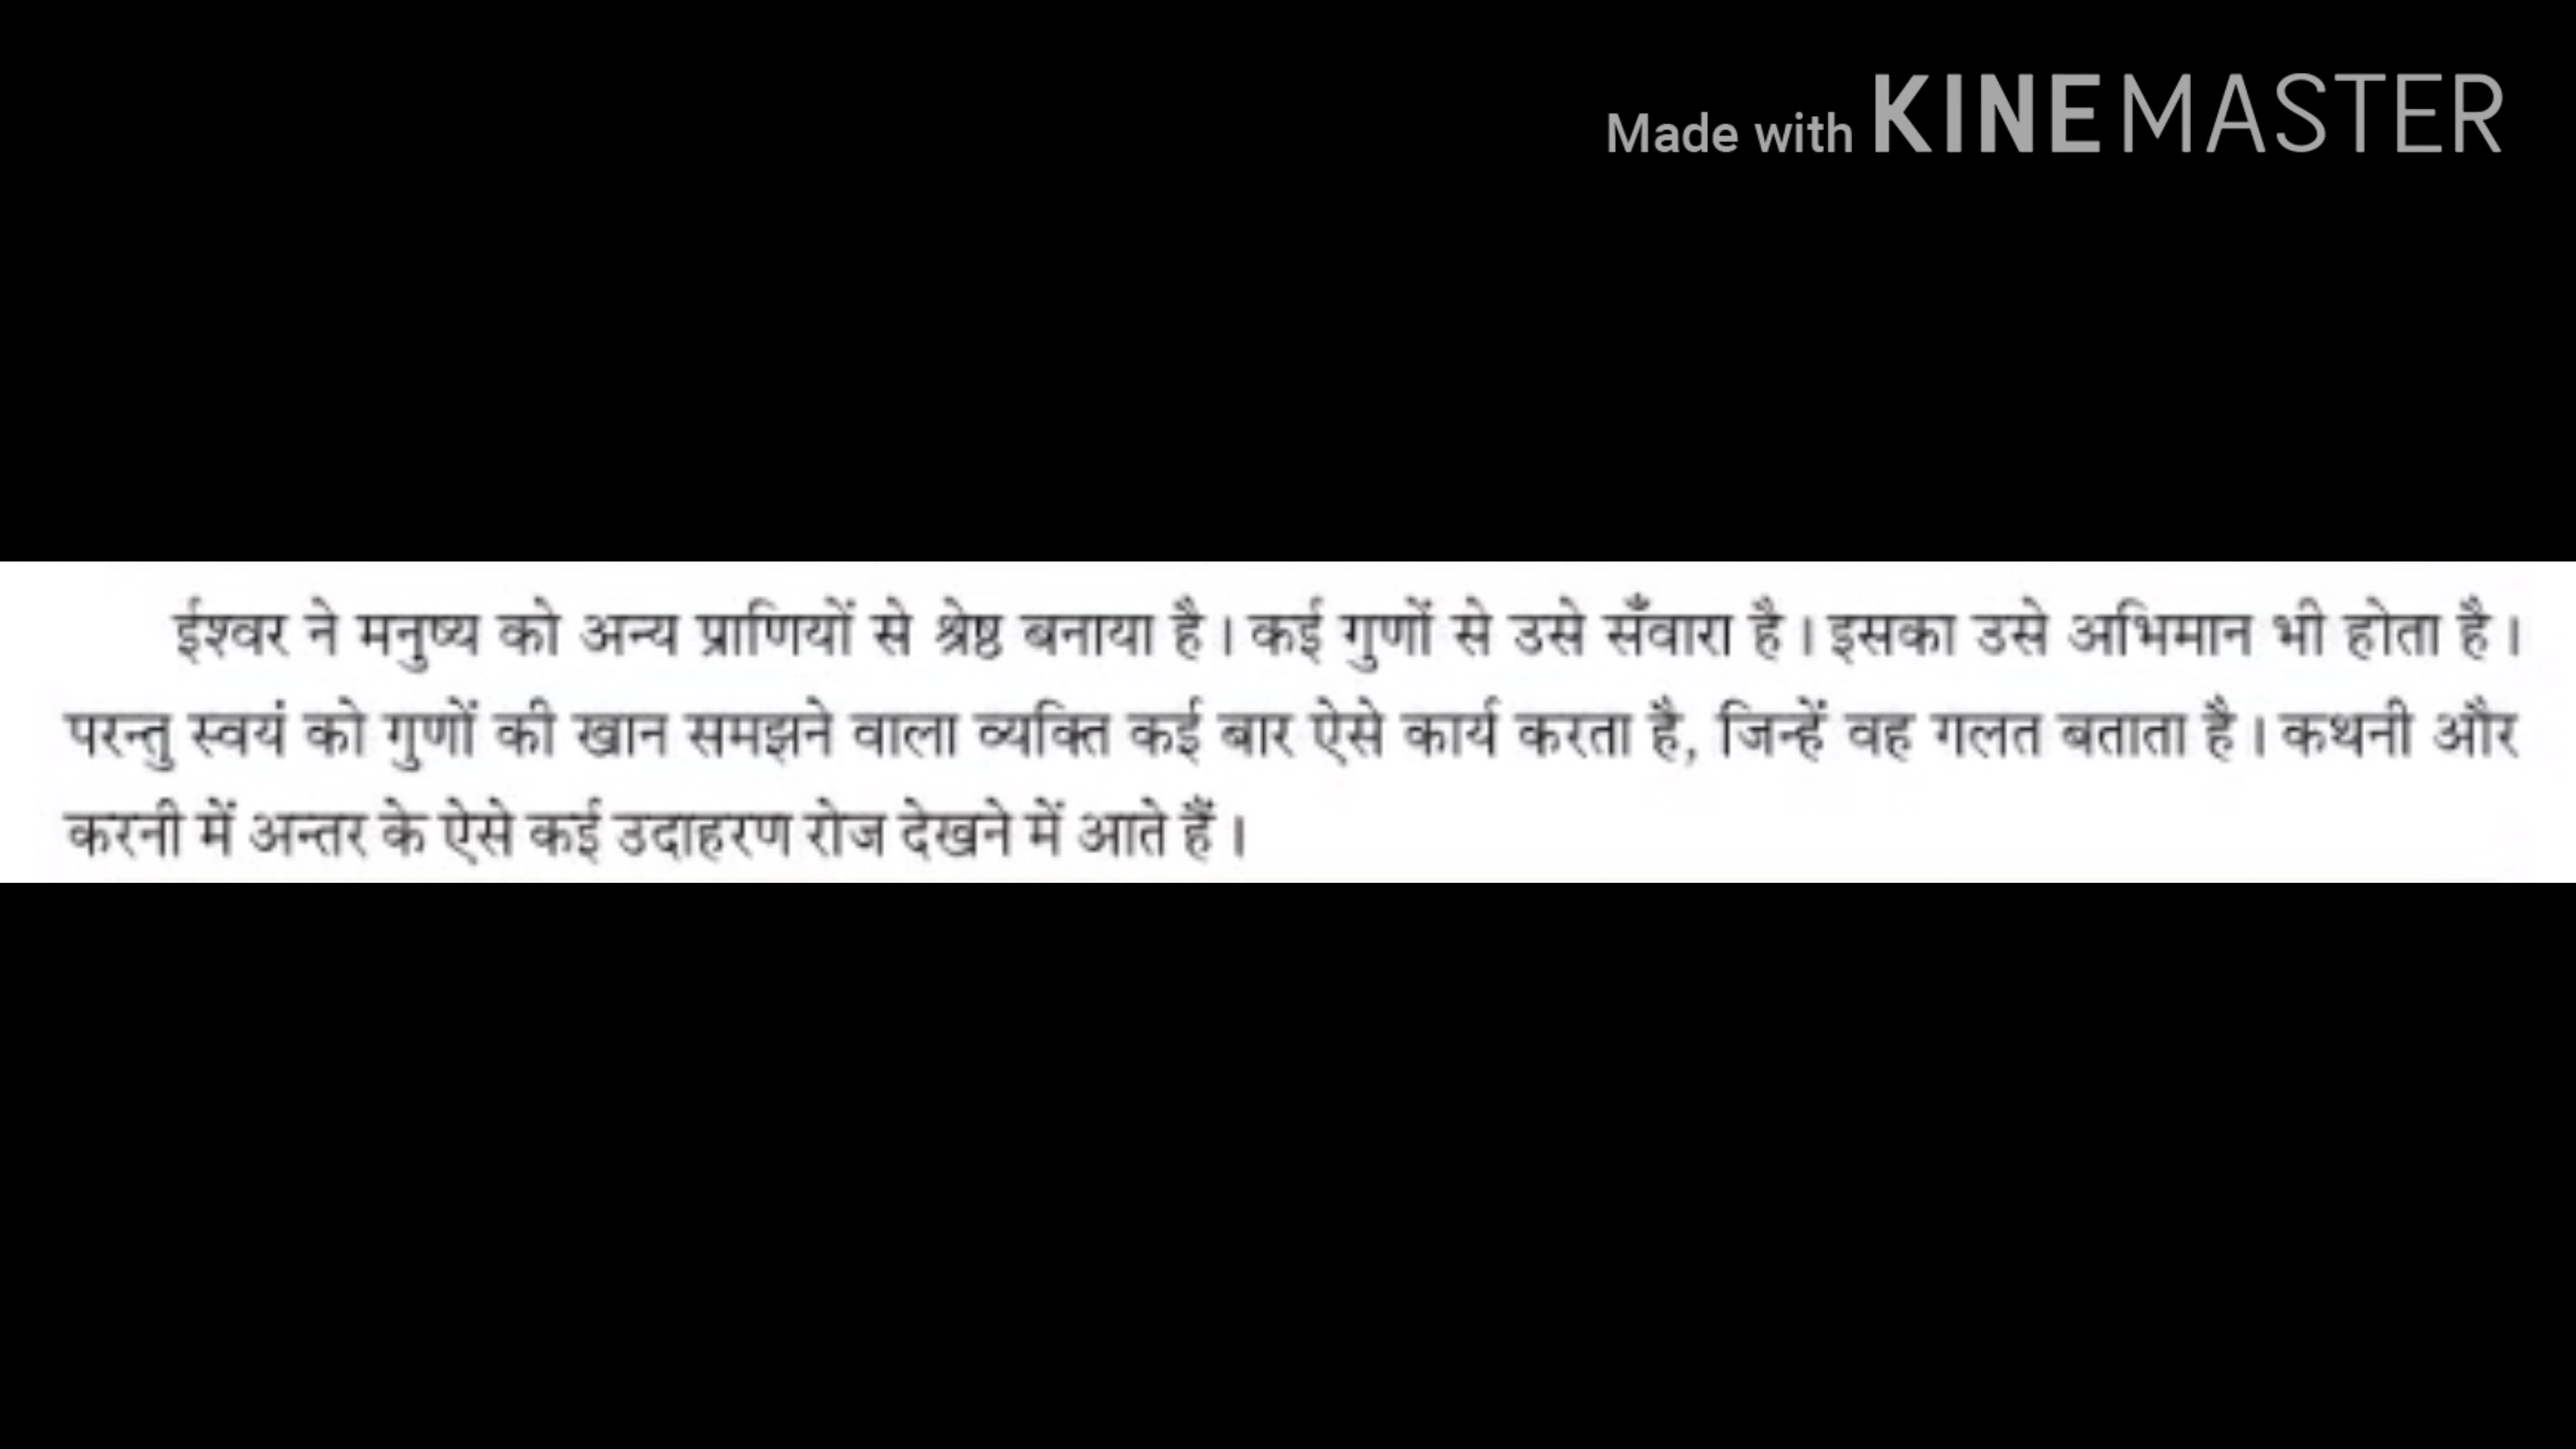 Made with KINEMASTER
ईश्वर ने मनुष्य को अन्य प्राणियों से श्रेष्ठ बनाया है। कई गुणों से उसे सँवारा है। इसका उसे अभिमान भी होता है।
परन्तु स्वयं को गुणों की खान समझने वाला व्यक्ति कई बार ऐसे कार्य करता है, जिन्हें वह गलत बताता है। कथनी और
करनी में अन्तर के ऐसे कई उदाहरण रोज देखने में आते हैं।